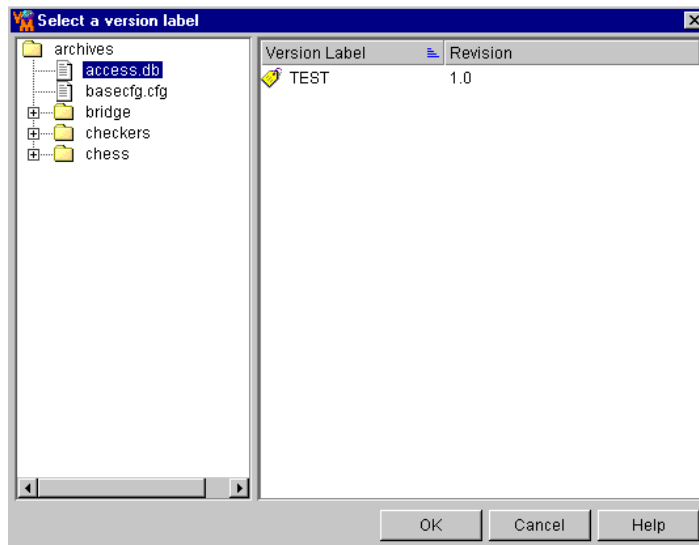 Select a version label
archives
access.db
basecfg.cfg
bridge
checkers
chess
Version Label Revision
TEST 1.0
OK Cancel Help